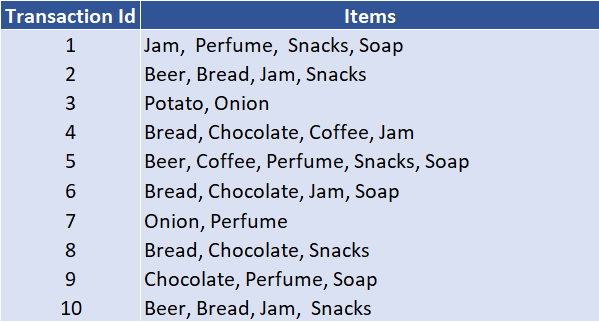 Transaction Id Items
1 Jam, Perfume, Snacks, Soap
2 Beer, Bread, Jam, Snacks
3 Potato, Onion
4 Bread, Chocolate, Coffee, Jam
5 Beer, Coffee, Perfume, Snacks, Soap
6 Bread, Chocolate, Jam, Soap
7 Onion, Perfume
8 Bread, Chocolate, Snacks
9 Chocolate, Perfume, Soap
10 Beer, Bread, Jam, Snacks